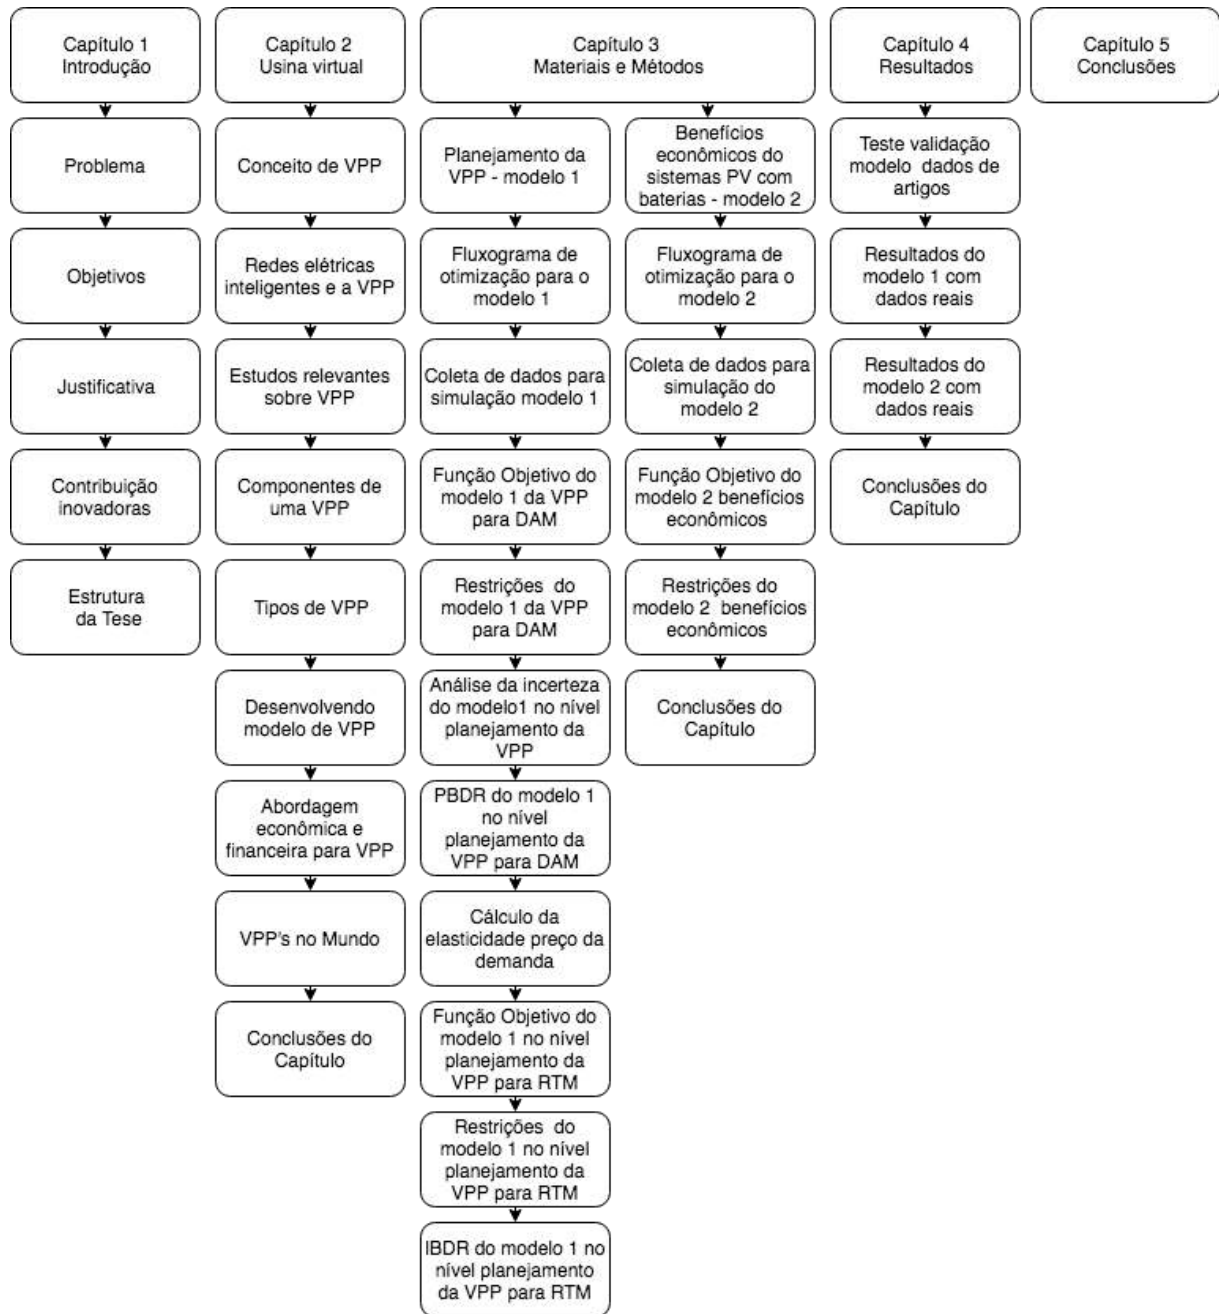 Capítulo 1
Introdução
Problema
Objetivos
Justificativa
Contribuição
inovadoras
Estrutura
da Tese
Capítulo 2
Usina virtual
Conceito de VPP
Redes elétricas
inteligentes e a VPP
Estudos relevantes
sobre VPP
Componentes de
uma VPP
Tipos de VPP
Desenvolvendo
modelo de VPP
Abordagem
econômica e
financeira para VPP
VPP's no Mundo
Conclusões do
Capítulo
Capítulo 3
Materiais e Métodos
Planejamento da
VPP - modelo 1
Fluxograma de
otimização para o
modelo 1
Coleta de dados para
simulação modelo 1
Função Objetivo do
modelo 1 da VPP
para DAM
Restrições do
modelo 1 da VPP
para DAM
Análise da incerteza
do modelo1 no nível
planejamento da
VPP
PBDR do modelo 1
no nível
planejamento da
VPP para DAM
Cálculo da
elasticidade preço da
demanda
Função Objetivo do
modelo 1 no nível
planejamento da
VPP para RTM
Restrições do
modelo 1 no nível
planejamento da
VPP para RTM
IBDR do modelo 1 no
nível planejamento
da VPP para RTM
Benefícios
econômicos do
sistemas PV com
baterias - modelo 2
Fluxograma de
otimização para o
modelo 2
Coleta de dados para
simulação do
modelo 2
Função Objetivo do
modelo 2 benefícios
econômicos
Restrições do
modelo 2 benefícios
econômicos
Conclusões do
Capítulo
Capítulo 4
Resultados
Teste validação
modelo dados de
artigos
Resultados do
modelo 1 com
dados reais
Resultados do
modelo 2 com
dados reais
Conclusões do
Capítulo
Capítulo 5
Conclusões